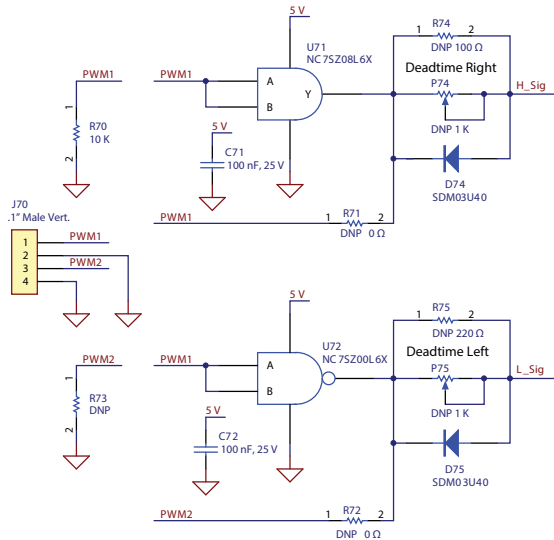 5 V
R74
1 2
DNP 100 Ω
U71
NC7SZ08L6X
Deadtime Right
P74
H_Sig
DNP 1 K
D74
SDM03U40
PWM1
PWM1
A
B
Y
1
R70
10 K
2
5 V
C71
100 nF, 25 V
J70
.1" Male Vert.
1 PWM1
2
3 PWM2
4
PWM1
R71
1 2
DNP 0 Ω
5 V
R75
1 2
DNP 220 Ω
U72
NC7SZ00L6X
Deadtime Left
P75
L_Sig
DNP 1 K
D75
SDM03U40
PWM2
PWM1
A
B
1
R73
DNP
2
5 V
C72
100 nF, 25 V
PWM2
R72
1 2
DNP 0 Ω